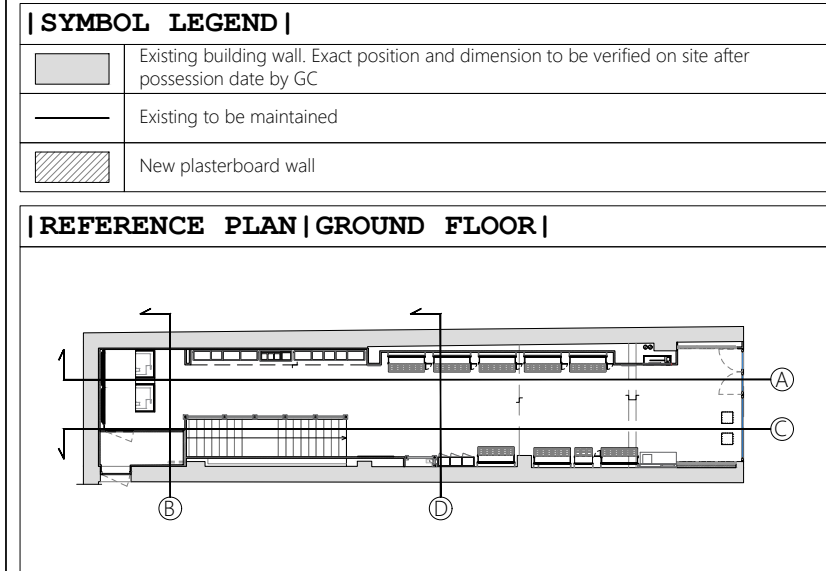 |SYMBOL LEGEND|
Existing building wall. Exact position and dimension to be verified on site after
possession date by GC
Existing to be maintained
New plasterboard wall
|REFERENCE PLAN|GROUND FLOOR|
A
C
B
D